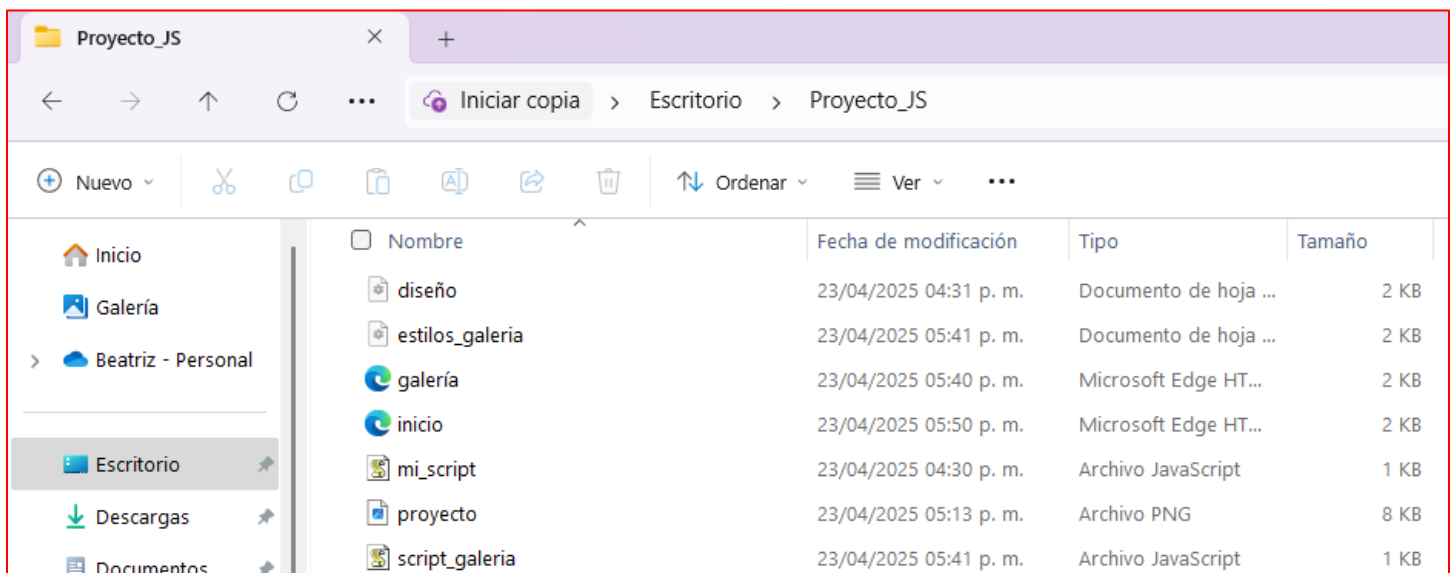 Proyecto_JS
Iniciar copia > Escritorio > Proyecto_JS
Nuevo Ordenar Ver
Nombre Fecha de modificación Tipo Tamaño
Inicio
Galería
Beatriz - Personal
Escritorio
Descargas
Documentos
diseño 23/04/2025 04:31 p. m. Documento de hoja ... 2 KB
estilos_galeria 23/04/2025 05:41 p. m. Documento de hoja ... 2 KB
galería 23/04/2025 05:40 p. m. Microsoft Edge HT... 2 KB
inicio 23/04/2025 05:50 p. m. Microsoft Edge HT... 2 KB
mi_script 23/04/2025 04:30 p. m. Archivo JavaScript 1 KB
proyecto 23/04/2025 05:13 p. m. Archivo PNG 8 KB
script_galeria 23/04/2025 05:41 p. m. Archivo JavaScript 1 KB